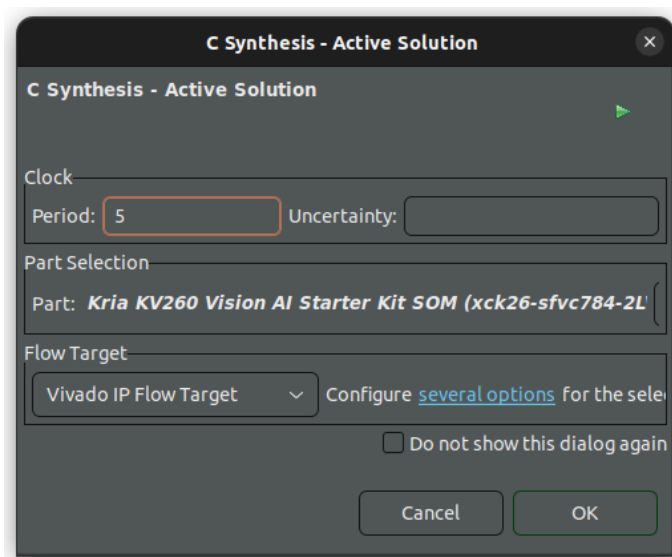 C Synthesis - Active Solution
C Synthesis - Active Solution
Clock
Period: 5 Uncertainty:
Part Selection
Part: Kria KV260 Vision AI Starter Kit SOM (xck26-sfvc784-2L
Flow Target
Vivado IP Flow Target Configure several options for the sele
Do not show this dialog again
Cancel OK